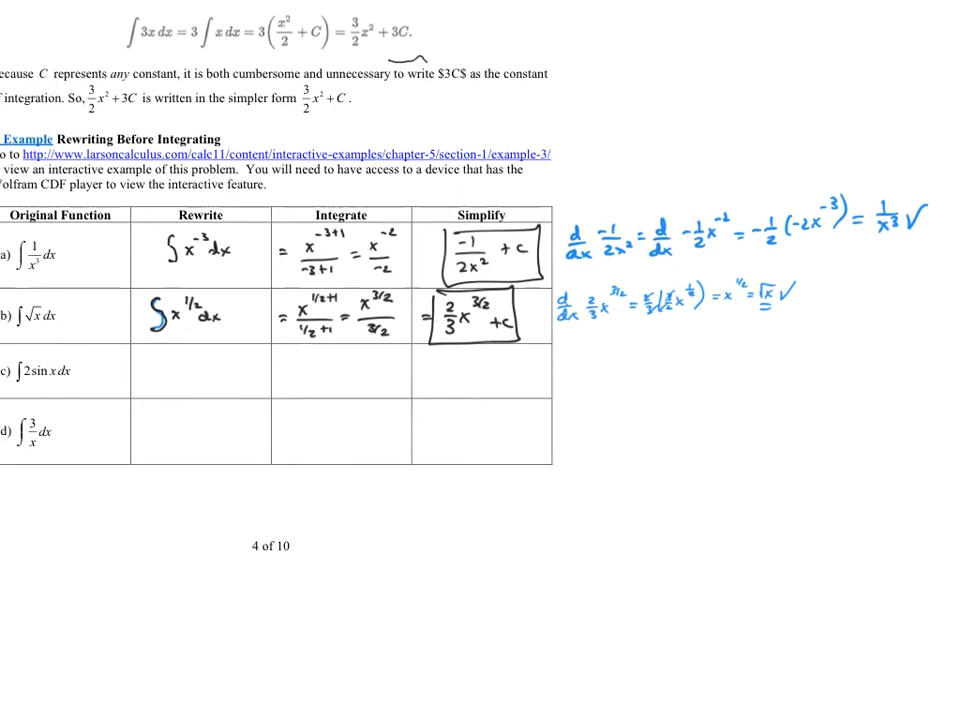 ∫ 3x dx = 3 ∫ x dx = 3(x²/2 + C) = 3/2 x² + 3C.
ecause C represents any constant, it is both cumbersome and unnecessary to write $3C$ as the constant
f integration. So, 3/2 x² + 3C is written in the simpler form 3/2 x² + C .
Example Rewriting Before Integrating
o to http://www.larsoncalculus.com/calc11/content/interactive-examples/chapter-5/section-1/example-3/
view an interactive example of this problem. You will need to have access to a device that has the
olfram CDF player to view the interactive feature.
Original Function Rewrite Integrate Simplify
a) ∫ 1/x³ dx ∫ x^-3 dx = x^(-3+1)/(-3+1) = x^-2/-2 -1/(2x²) + c d/dx -1/(2x²) = d/dx -1/2 x^-2 = -1/2 (-2x^-3) = 1/x³ ✓
b) ∫ √x dx ∫ x^(1/2) dx = x^(1/2+1)/(1/2+1) = x^(3/2)/(3/2) = 2/3 x^(3/2) + c d/dx 2/3 x^(3/2) = 2/3 (3/2 x^(1/2)) = x^(1/2) = √x ✓
c) ∫ 2 sin x dx
d) ∫ 3/x dx
4 of 10